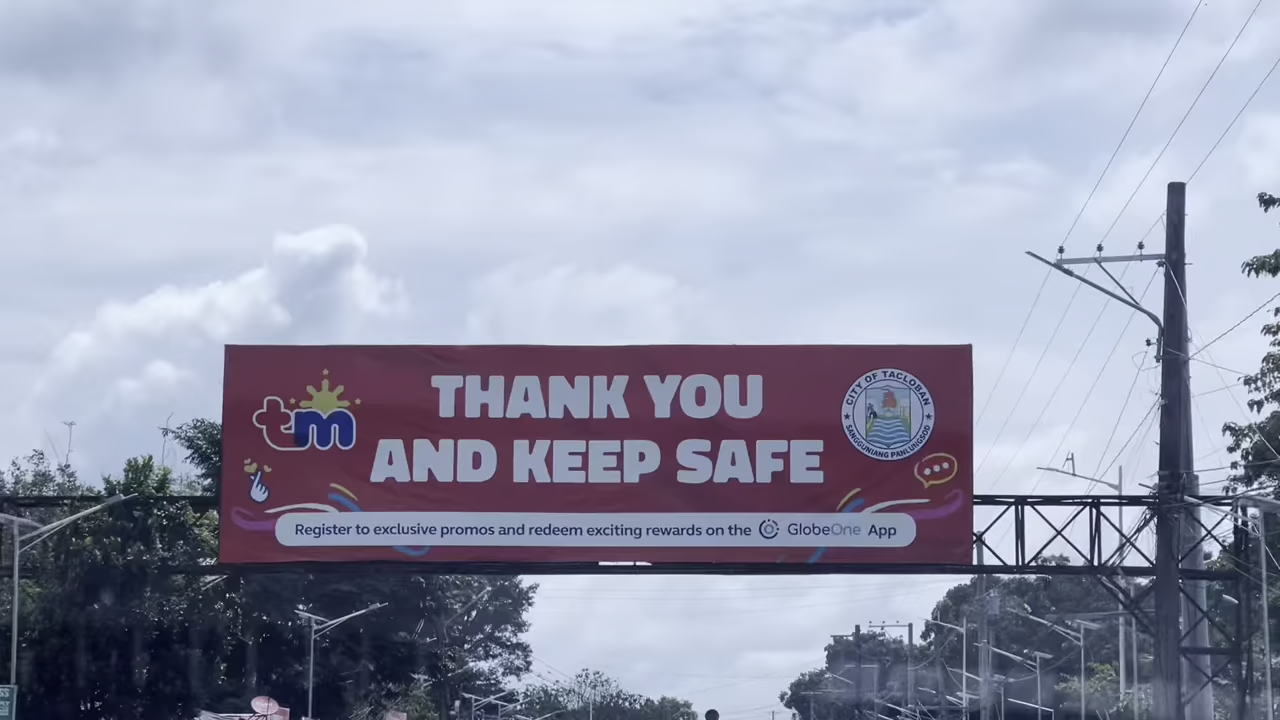 tm
THANK YOU
AND KEEP SAFE
CITY OF TACLOBAN
SANGGUNIANG PANLUNGSOD
Register to exclusive promos and redeem exciting rewards on the GlobeOne App